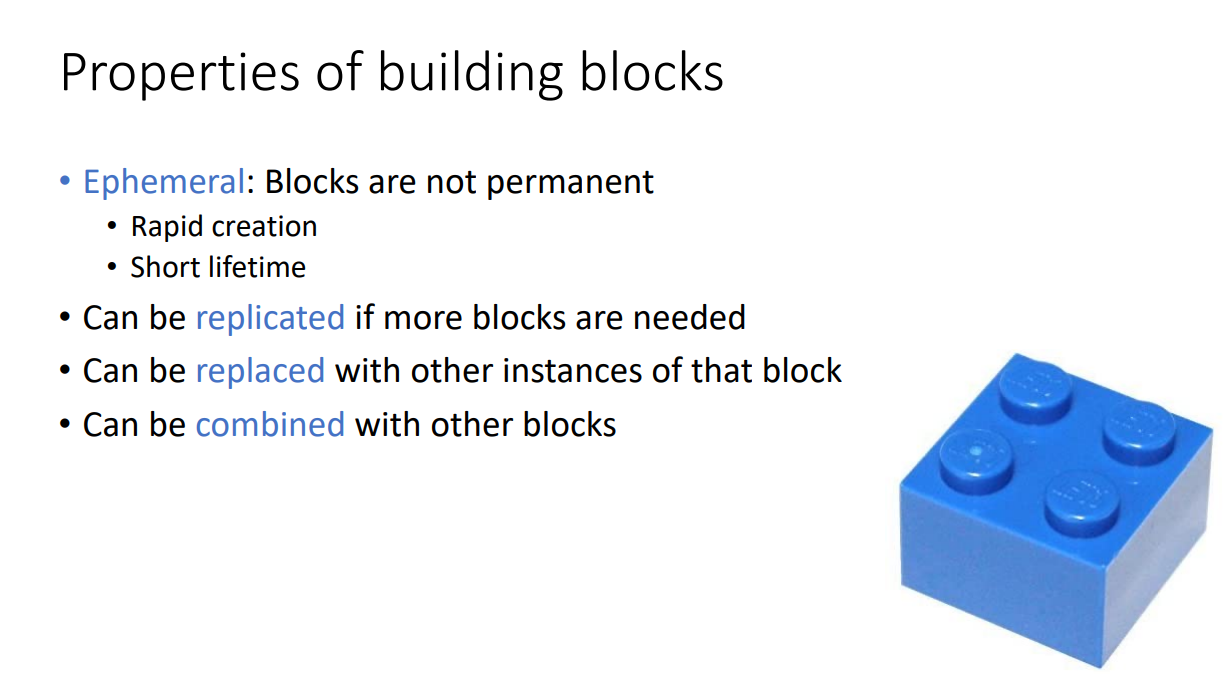 Properties of building blocks
• Ephemeral: Blocks are not permanent
• Rapid creation
• Short lifetime
• Can be replicated if more blocks are needed
• Can be replaced with other instances of that block
• Can be combined with other blocks